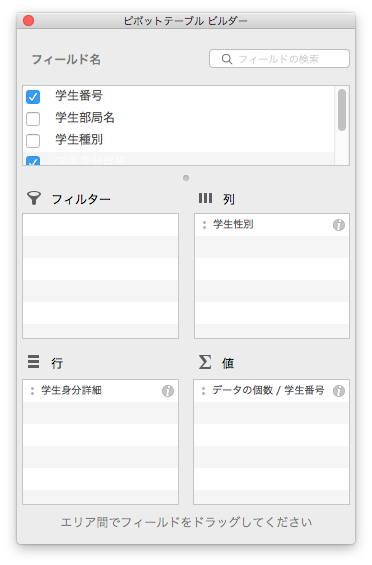 ピボットテーブル ビルダー
フィールド名
フィールドの検索
学生番号
学生部局名
学生種別
フィルター
列
学生性別
行
値
学生身分詳細
データの個数 / 学生番号
エリア間でフィールドをドラッグしてください